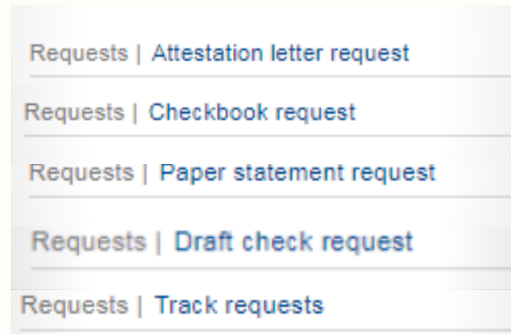 Requests | Attestation letter request
Requests | Checkbook request
Requests | Paper statement request
Requests | Draft check request
Requests | Track requests